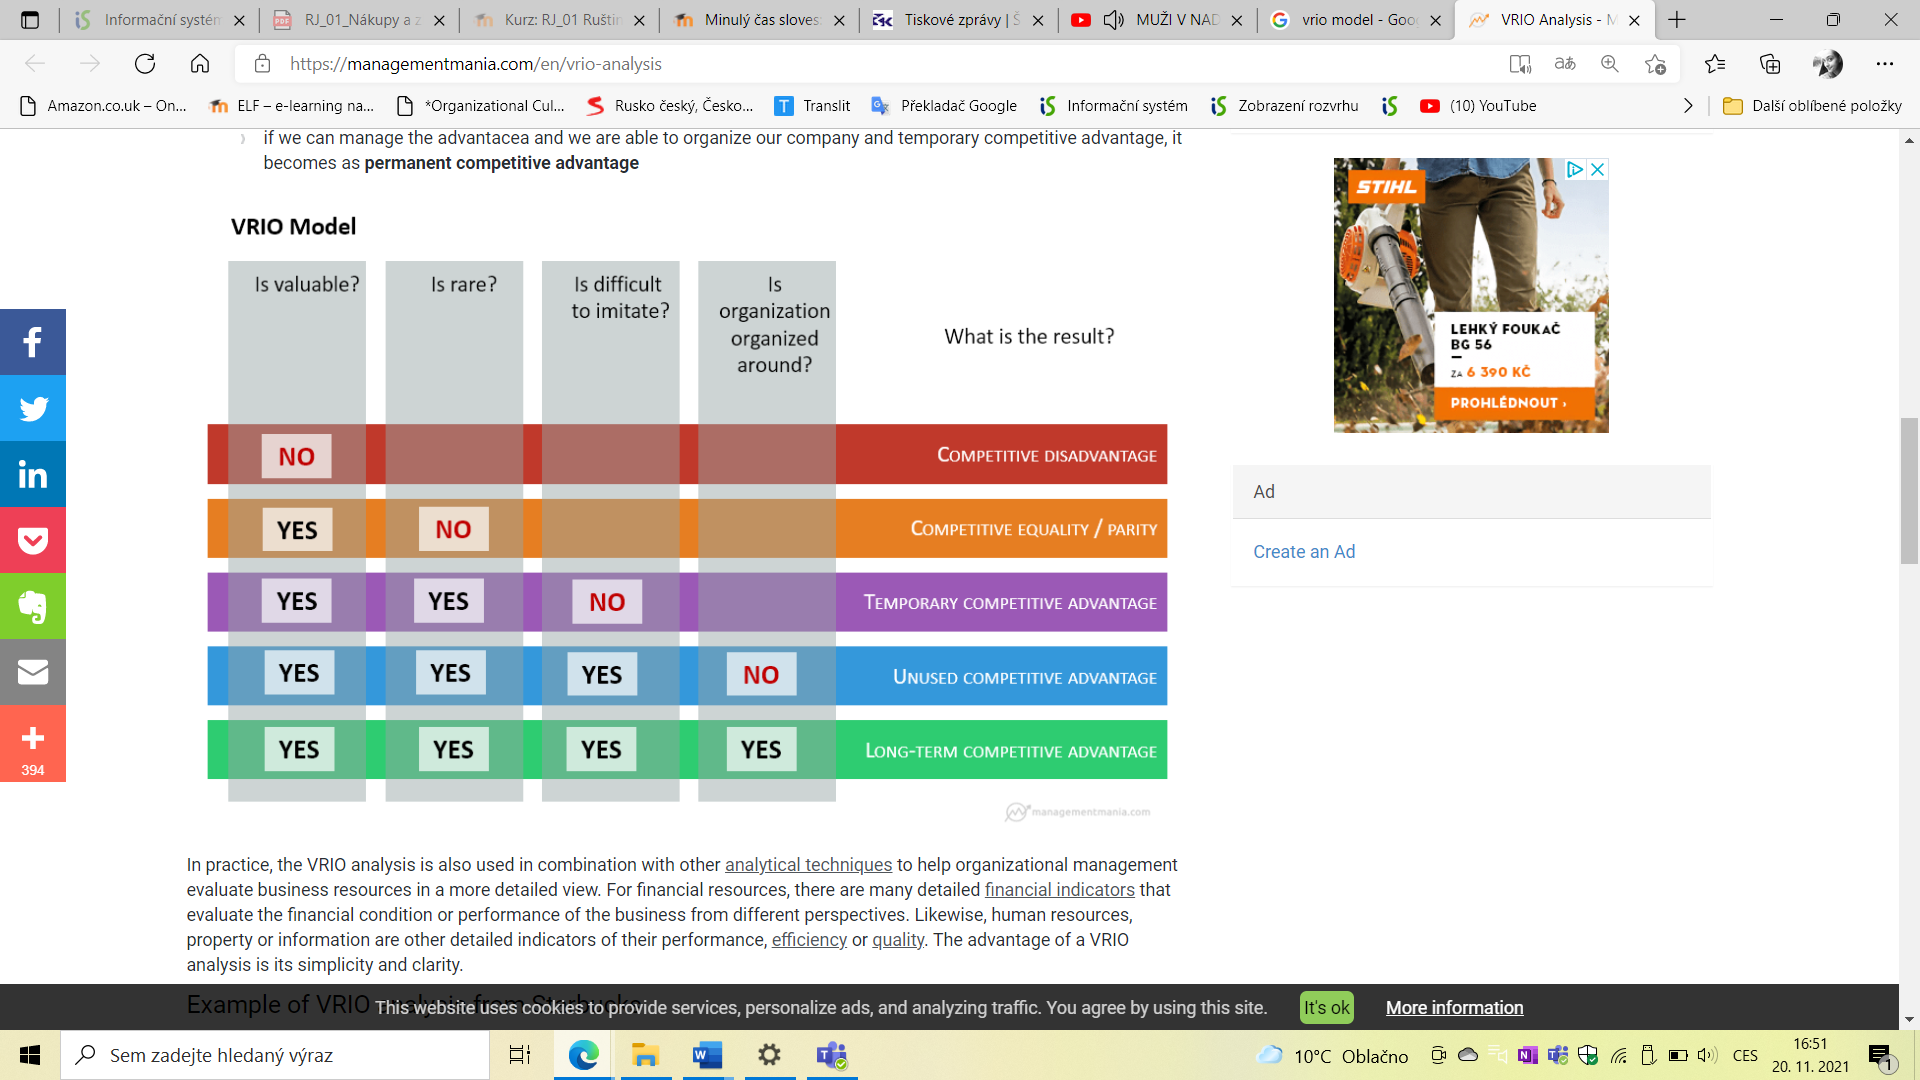 Informační systém
RJ_01_Nákupy a z
Kurz: RJ_01 Ruštin
Minulý čas sloves
Tiskové zprávy | Š
MUŽI V NAD
vrio model - Goo
VRIO Analysis - M
https://managementmania.com/en/vrio-analysis
Amazon.co.uk – On...
ELF – e-learning na...
*Organizational Cul...
Rusko český, Česko...
Translit
Překladač Google
Informační systém
Zobrazení rozvrhu
(10) YouTube
Další oblíbené položky
if we can manage the advantacea and we are able to organize our company and temporary competitive advantage, it
becomes as permanent competitive advantage
VRIO Model
Is valuable?
Is rare?
Is difficult
to imitate?
Is
organization
organized
around?
What is the result?
NO
COMPETITIVE DISADVANTAGE
YES NO
COMPETITIVE EQUALITY / PARITY
YES YES NO
TEMPORARY COMPETITIVE ADVANTAGE
YES YES YES NO
UNUSED COMPETITIVE ADVANTAGE
YES YES YES YES
LONG-TERM COMPETITIVE ADVANTAGE
managementmania.com
In practice, the VRIO analysis is also used in combination with other analytical techniques to help organizational management
evaluate business resources in a more detailed view. For financial resources, there are many detailed financial indicators that
evaluate the financial condition or performance of the business from different perspectives. Likewise, human resources,
property or information are other detailed indicators of their performance, efficiency or quality. The advantage of a VRIO
analysis is its simplicity and clarity.
Example of VRIO analysis from Starbucks
394
STIHL
LEHKÝ FOUKAČ
BG 56
ZA 6 390 KČ
PROHLÉDNOUT ›
Ad
Create an Ad
This website uses cookies to provide services, personalize ads, and analyzing traffic. You agree by using this site.
It's ok
More information
Sem zadejte hledaný výraz
10°C Oblačno
CES
16:51
20. 11. 2021
1